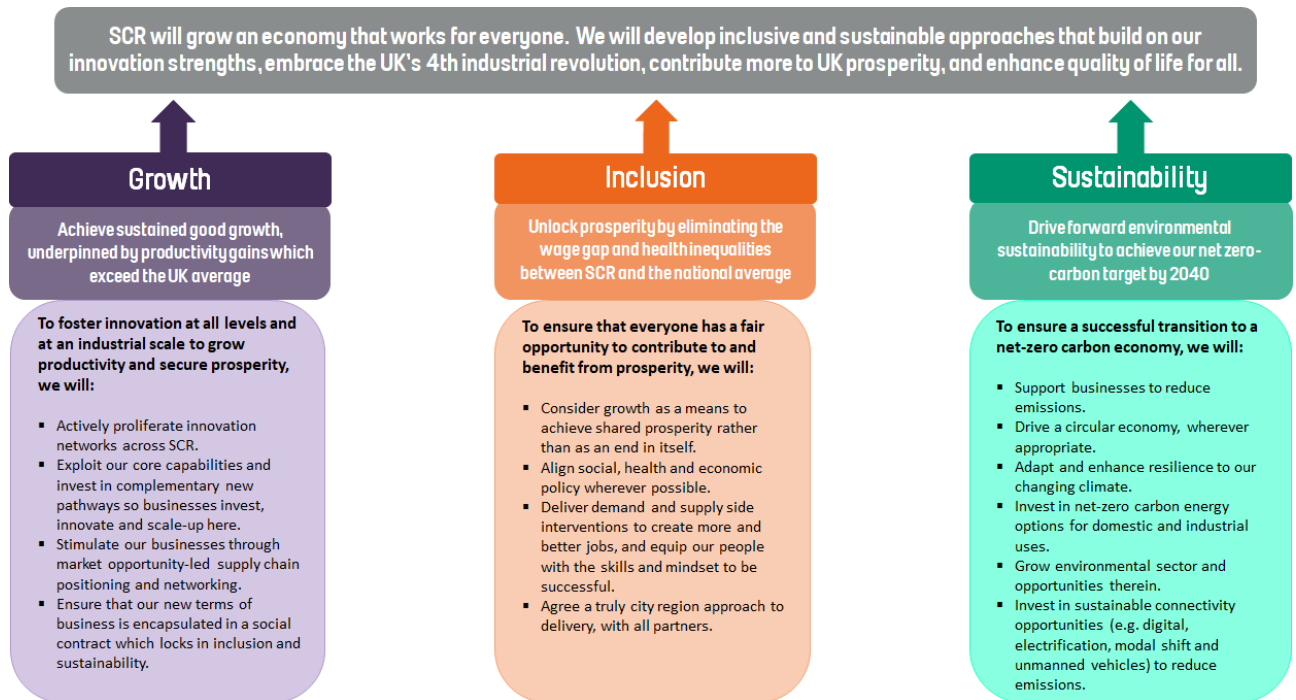 SCR will grow an economy that works for everyone. We will develop inclusive and sustainable approaches that build on our
innovation strengths, embrace the UK's 4th industrial revolution, contribute more to UK prosperity, and enhance quality of life for all.
Growth
Achieve sustained good growth,
underpinned by productivity gains which
exceed the UK average
To foster innovation at all levels and
at an industrial scale to grow
productivity and secure prosperity,
we will:
▪ Actively proliferate innovation
networks across SCR.
▪ Exploit our core capabilities and
invest in complementary new
pathways so businesses invest,
innovate and scale-up here.
▪ Stimulate our businesses through
market opportunity-led supply chain
positioning and networking.
▪ Ensure that our new terms of
business is encapsulated in a social
contract which locks in inclusion and
sustainability.
Inclusion
Unlock prosperity by eliminating the
wage gap and health inequalities
between SCR and the national average
To ensure that everyone has a fair
opportunity to contribute to and
benefit from prosperity, we will:
▪ Consider growth as a means to
achieve shared prosperity rather
than as an end in itself.
▪ Align social, health and economic
policy wherever possible.
▪ Deliver demand and supply side
interventions to create more and
better jobs, and equip our people
with the skills and mindset to be
successful.
▪ Agree a truly city region approach to
delivery, with all partners.
Sustainability
Drive forward environmental
sustainability to achieve our net zero-
carbon target by 2040
To ensure a successful transition to a
net-zero carbon economy, we will:
▪ Support businesses to reduce
emissions.
▪ Drive a circular economy, wherever
appropriate.
▪ Adapt and enhance resilience to our
changing climate.
▪ Invest in net-zero carbon energy
options for domestic and industrial
uses.
▪ Grow environmental sector and
opportunities therein.
▪ Invest in sustainable connectivity
opportunities (e.g. digital,
electrification, modal shift and
unmanned vehicles) to reduce
emissions.